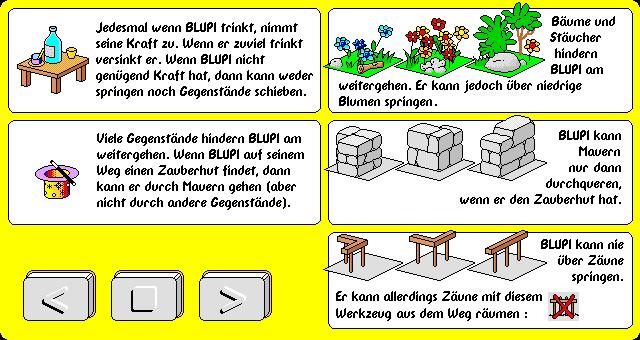 Jedesmal wenn BLUPI trinkt, nimmt
seine Kraft zu. Wenn er zuviel trinkt
versinkt er. Wenn BLUPI nicht
genügend Kraft hat, dann kann weder
springen noch Gegenstände schieben.
Viele Gegenstände hindern BLUPI am
weitergehen. Wenn BLUPI auf seinem
Weg einen Zauberhut findet, dann
kann er durch Mauern gehen (aber
nicht durch andere Gegenstände).
Bäume und
Stäucher
hindern
BLUPI am
weitergehen. Er kann jedoch über niedrige
Blumen springen.
BLUPI kann
Mauern
nur dann
durchqueren,
wenn er den Zauberhut hat.
BLUPI kann nie
über Zäune
springen.
Er kann allerdings Zäune mit diesem
Werkzeug aus dem Weg räumen :